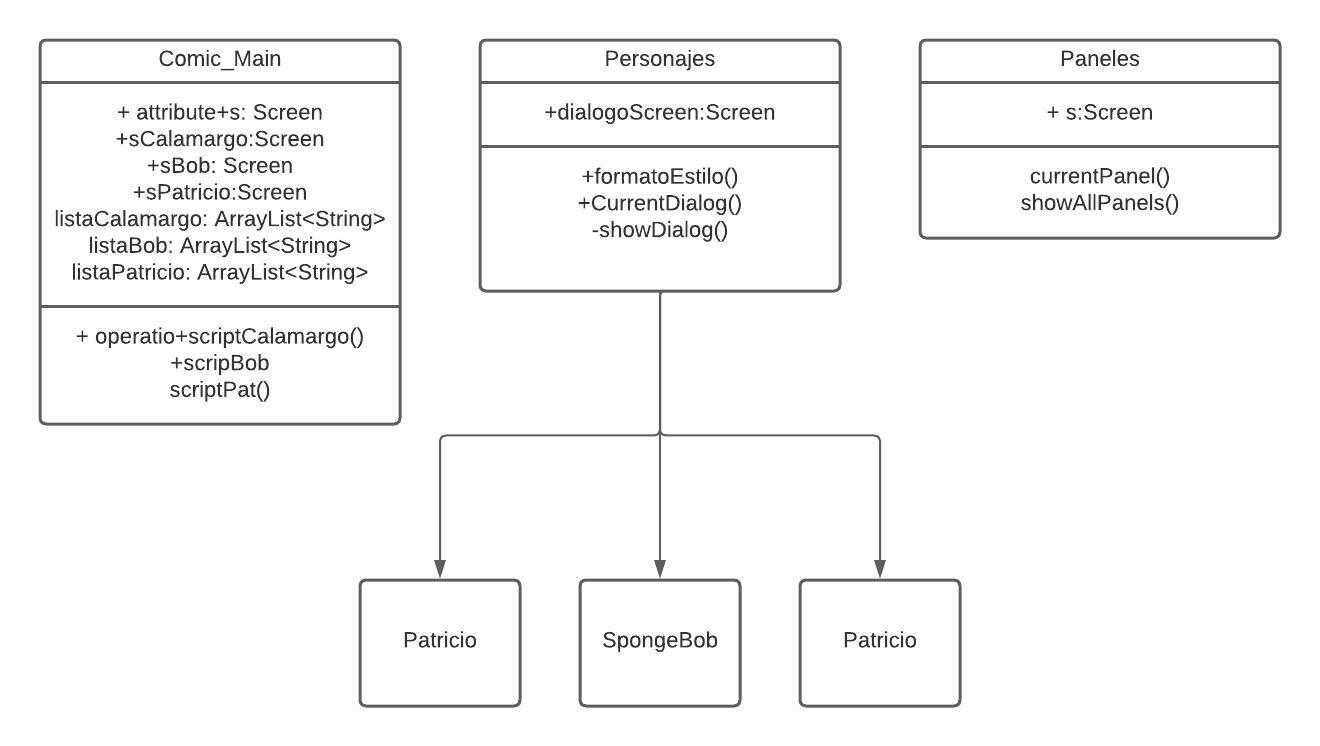 Comic_Main
+ attribute+s: Screen
+sCalamargo:Screen
+sBob: Screen
+sPatricio:Screen
listaCalamargo: ArrayList<String>
listaBob: ArrayList<String>
listaPatricio: ArrayList<String>
+ operatio+scriptCalamargo()
+scripBob
scriptPat()
Personajes
+dialogoScreen:Screen
+formatoEstilo()
+CurrentDialog()
-showDialog()
Paneles
+ s:Screen
currentPanel()
showAllPanels()
Patricio
SpongeBob
Patricio